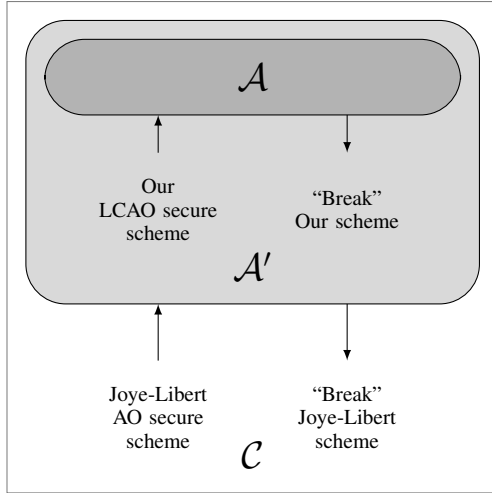 𝒜
Our
LCAO secure
scheme
“Break”
Our scheme
𝒜′
Joye-Libert
AO secure
scheme
“Break”
Joye-Libert
scheme
𝒞